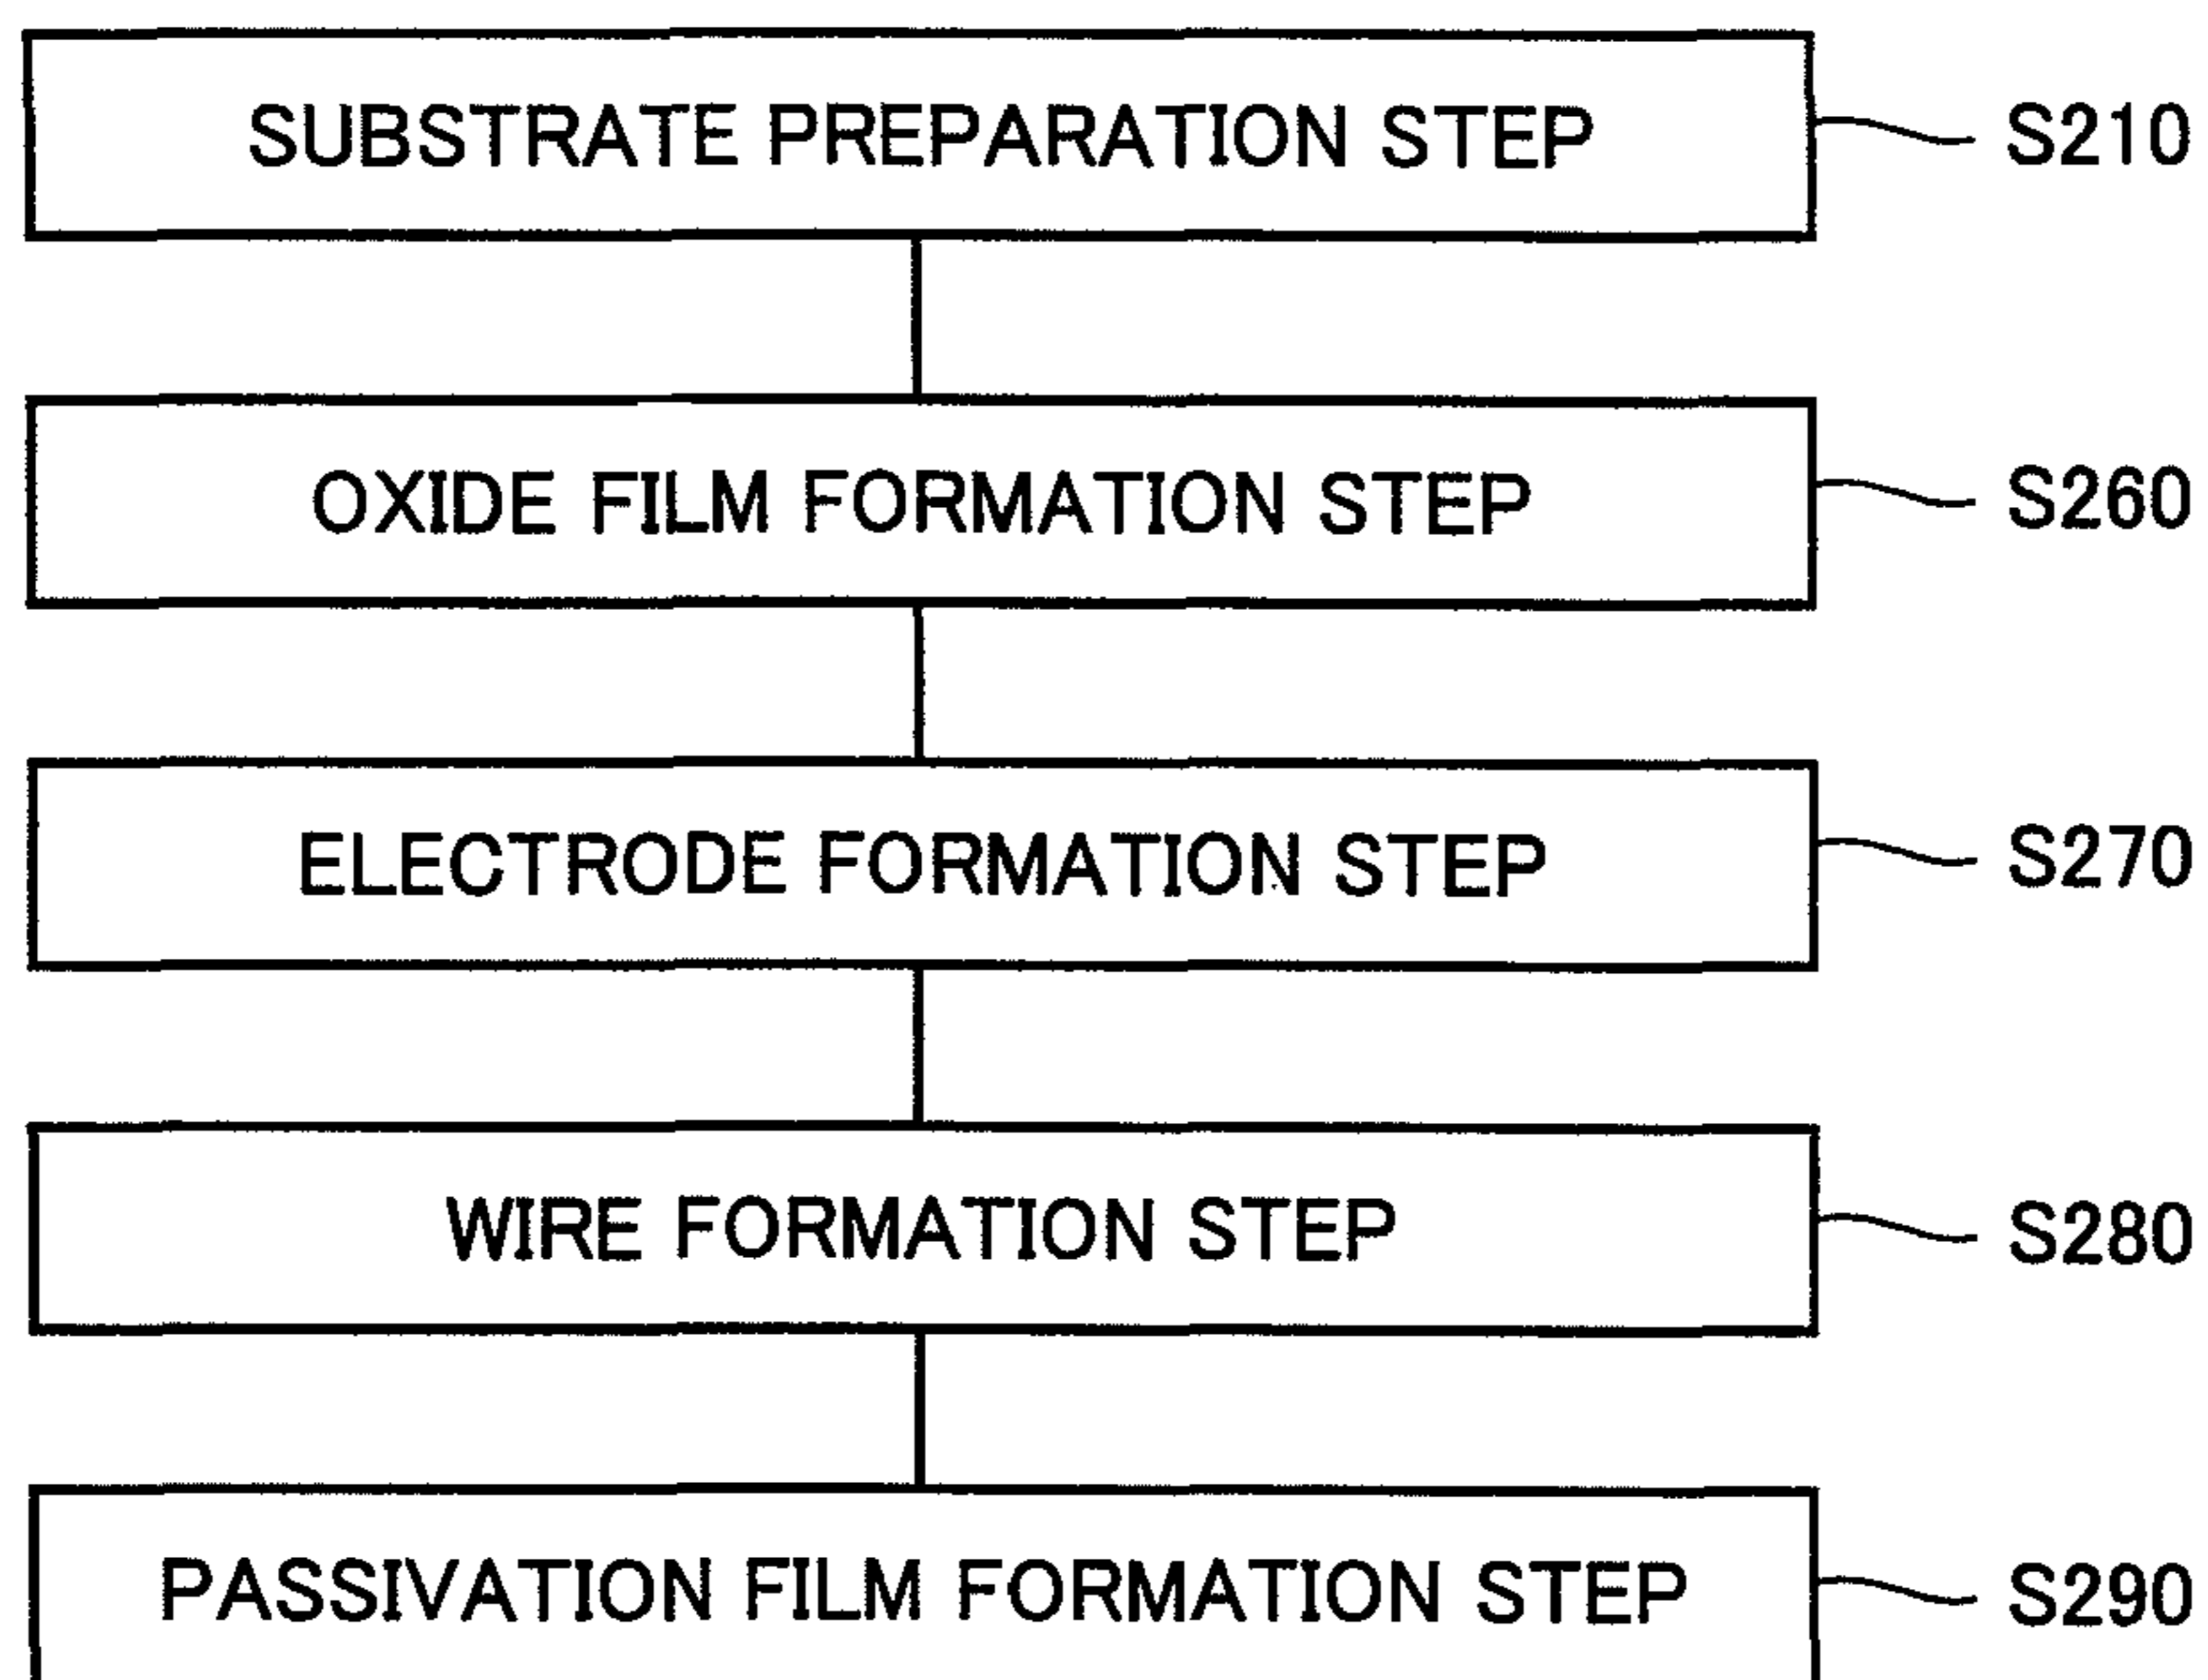 SUBSTRATE PREPARATION STEP S210
OXIDE FILM FORMATION STEP S260
ELECTRODE FORMATION STEP S270
WIRE FORMATION STEP S280
PASSIVATION FILM FORMATION STEP S290